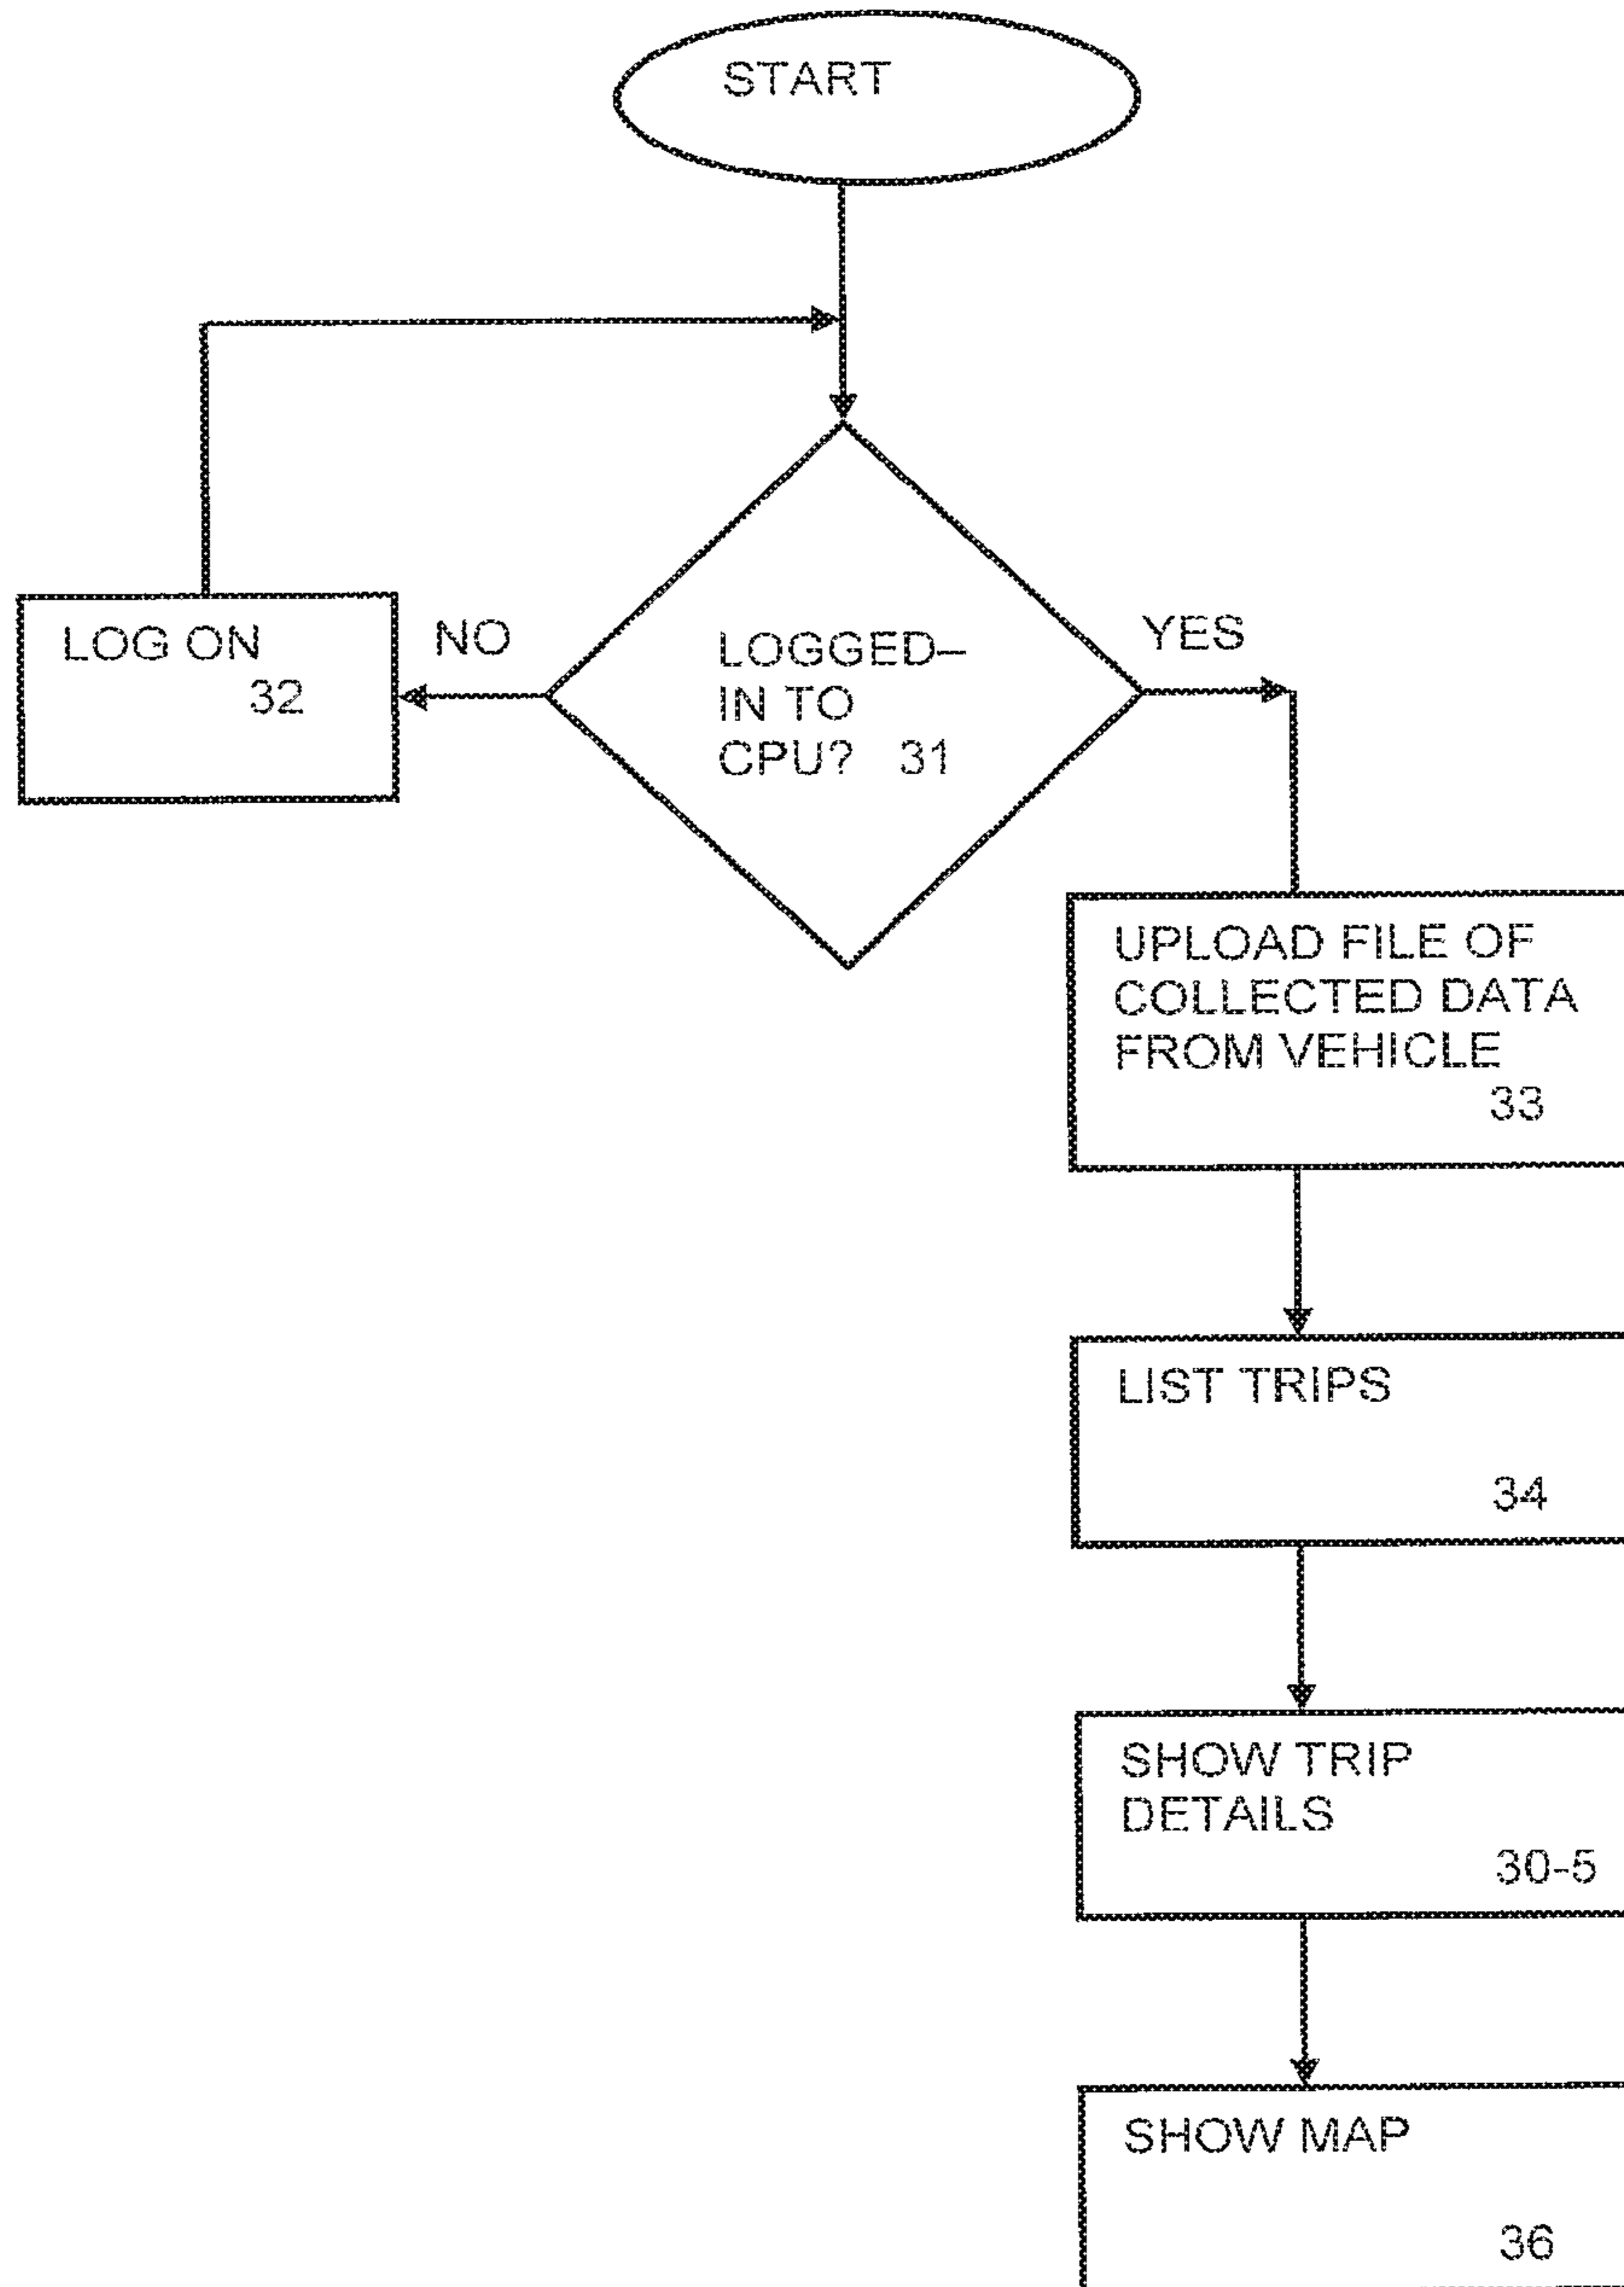 START
LOG ON
32
NO
LOGGED–
IN TO
CPU? 31
YES
UPLOAD FILE OF
COLLECTED DATA
FROM VEHICLE
33
LIST TRIPS
34
SHOW TRIP
DETAILS
30-5
SHOW MAP
36